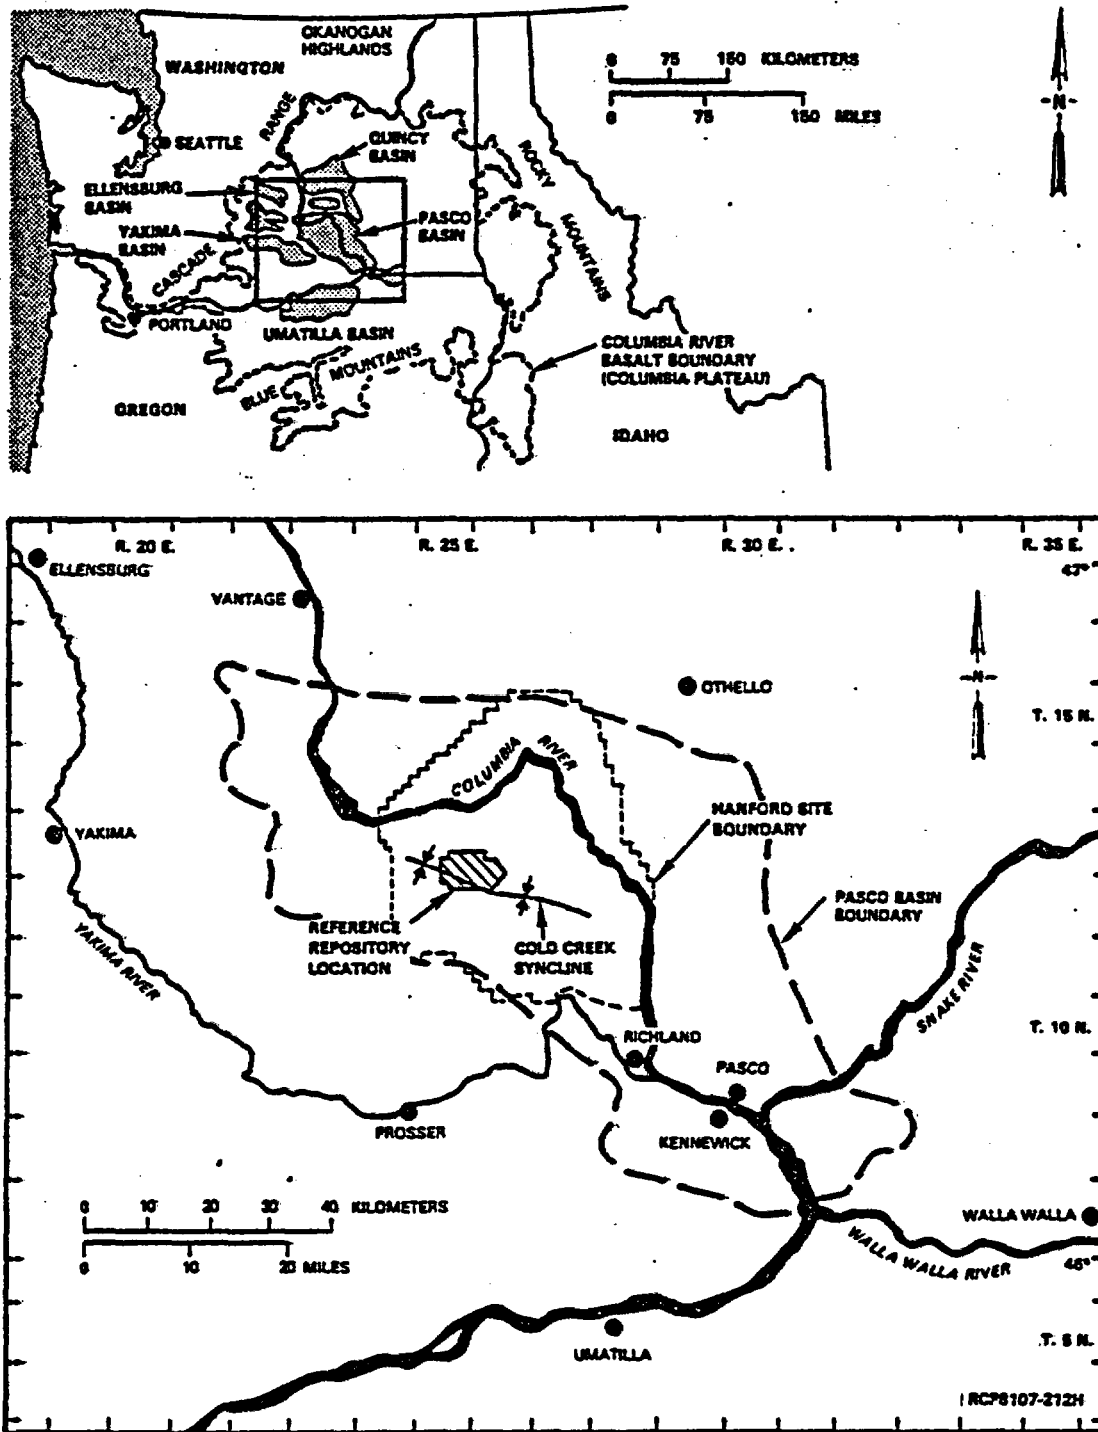 OKANOGAN
HIGHLANDS
WASHINGTON
0 75 150 KILOMETERS
0 75 150 MILES
-N-
RANGE
QUINCY
BASIN
SEATTLE
ROCKY
ELLENSBURG
BASIN
PASCO
BASIN
YAKIMA
BASIN
MOUNTAINS
CASCADE
PORTLAND
UMATILLA BASIN
COLUMBIA RIVER
BASALT BOUNDARY
(COLUMBIA PLATEAU)
MOUNTAINS
BLUE
OREGON
IDAHO
R. 20 E. R. 25 E. R. 30 E. R. 35 E.
ELLENSBURG
47°
VANTAGE
-N-
OTHELLO
T. 15 N.
COLUMBIA RIVER
HANFORD SITE
BOUNDARY
YAKIMA
PASCO BASIN
BOUNDARY
REFERENCE
REPOSITORY
LOCATION
COLD CREEK
SYNCLINE
YAKIMA RIVER
SNAKE RIVER
T. 10 N.
RICHLAND
PASCO
PROSSER
KENNEWICK
0 10 20 30 40 KILOMETERS
WALLA WALLA
WALLA WALLA RIVER
0 10 20 MILES
46°
UMATILLA
T. 5 N.
RCP8107-212H